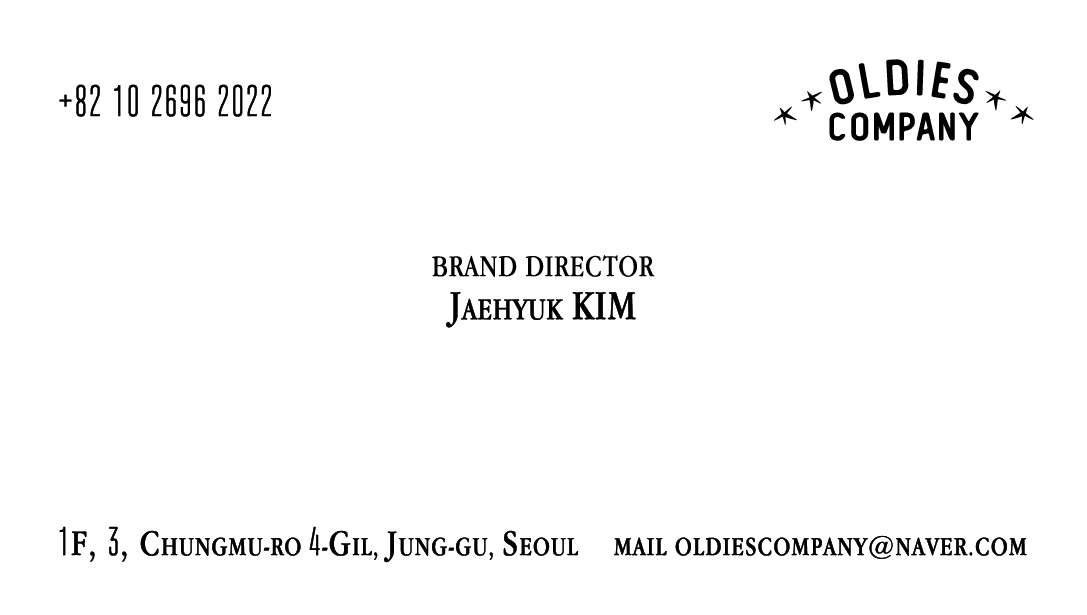 +82 10 2696 2022
OLDIES
COMPANY
BRAND DIRECTOR
JAEHYUK KIM
1F, 3, CHUNGMU-RO 4-GIL, JUNG-GU, SEOUL
MAIL OLDIESCOMPANY@NAVER.COM